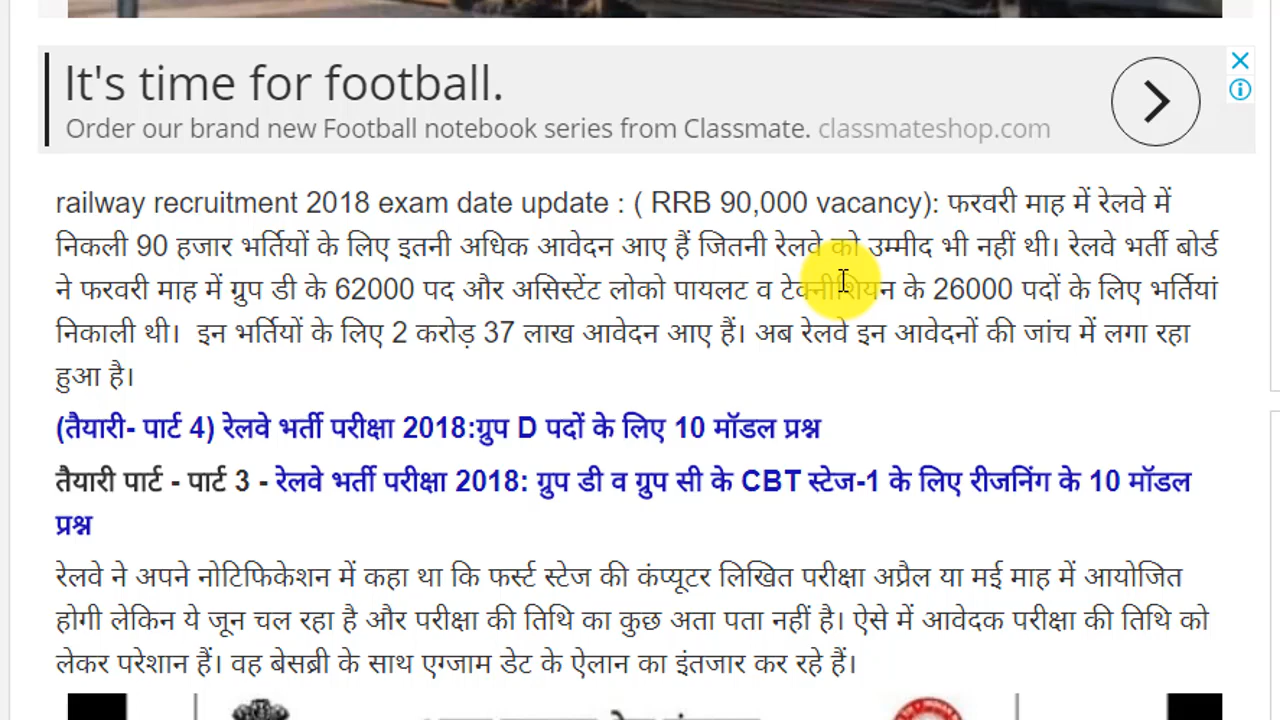 It's time for football.
Order our brand new Football notebook series from Classmate. classmateshop.com
railway recruitment 2018 exam date update : ( RRB 90,000 vacancy): फरवरी माह में रेलवे में
निकली 90 हजार भर्तियों के लिए इतनी अधिक आवेदन आए हैं जितनी रेलवे को उम्मीद भी नहीं थी। रेलवे भर्ती बोर्ड
ने फरवरी माह में ग्रुप डी के 62000 पद और असिस्टेंट लोको पायलट व टेक्नीशियन के 26000 पदों के लिए भर्तियां
निकाली थी। इन भर्तियों के लिए 2 करोड़ 37 लाख आवेदन आए हैं। अब रेलवे इन आवेदनों की जांच में लगा रहा
हुआ है।
(तैयारी- पार्ट 4) रेलवे भर्ती परीक्षा 2018:ग्रुप D पदों के लिए 10 मॉडल प्रश्न
तैयारी पार्ट - पार्ट 3 - रेलवे भर्ती परीक्षा 2018: ग्रुप डी व ग्रुप सी के CBT स्टेज-1 के लिए रीजनिंग के 10 मॉडल
प्रश्न
रेलवे ने अपने नोटिफिकेशन में कहा था कि फर्स्ट स्टेज की कंप्यूटर लिखित परीक्षा अप्रैल या मई माह में आयोजित
होगी लेकिन ये जून चल रहा है और परीक्षा की तिथि का कुछ अता पता नहीं है। ऐसे में आवेदक परीक्षा की तिथि को
लेकर परेशान हैं। वह बेसब्री के साथ एग्जाम डेट के ऐलान का इंतजार कर रहे हैं।